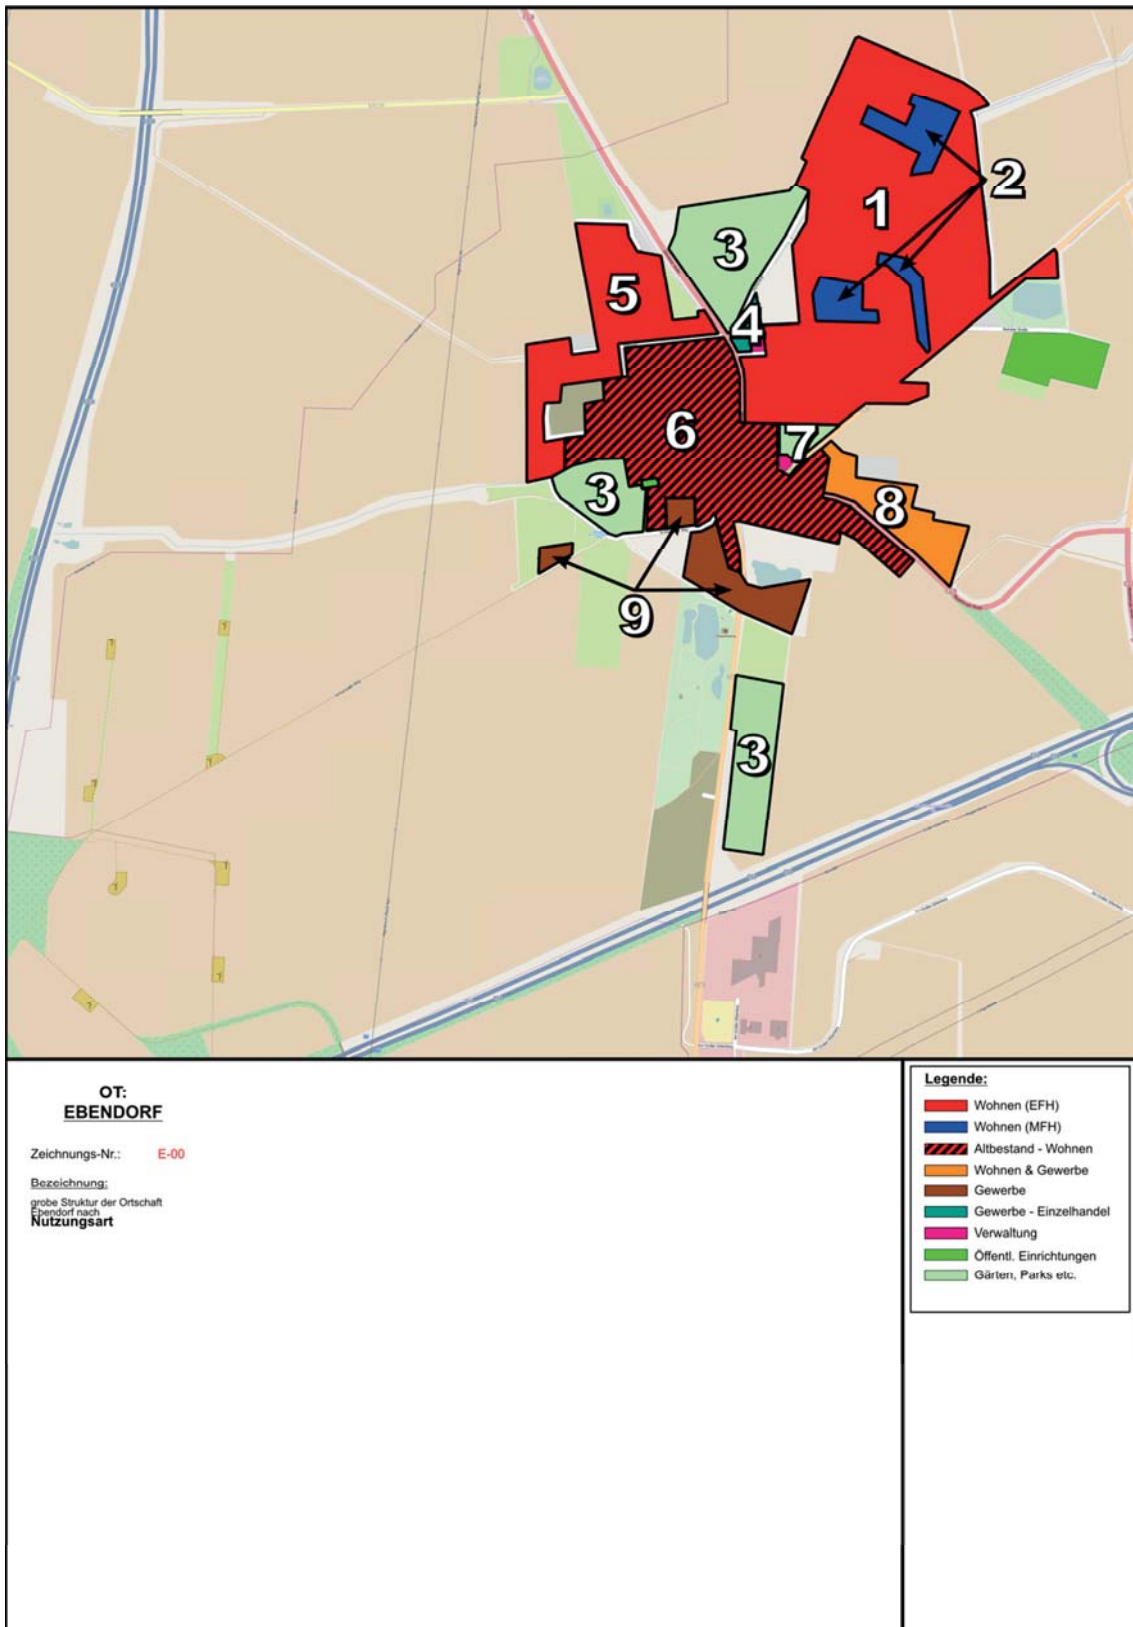 1
2
3
4
5
6
7
3
8
9
3
OT:
EBENDORF
Zeichnungs-Nr.: E-00
Bezeichnung:
grobe Struktur der Ortschaft
Ebendorf nach
Nutzungsart
Legende:
Wohnen (EFH)
Wohnen (MFH)
Altbestand - Wohnen
Wohnen & Gewerbe
Gewerbe
Gewerbe - Einzelhandel
Verwaltung
Öffentl. Einrichtungen
Gärten, Parks etc.